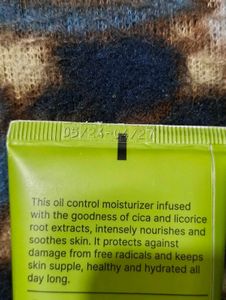 05/24-04/27
This oil control moisturizer infused
with the goodness of cica and licorice
root extracts, intensely nourishes and
soothes skin. It protects against
damage from free radicals and keeps
skin supple, healthy and hydrated all
day long.